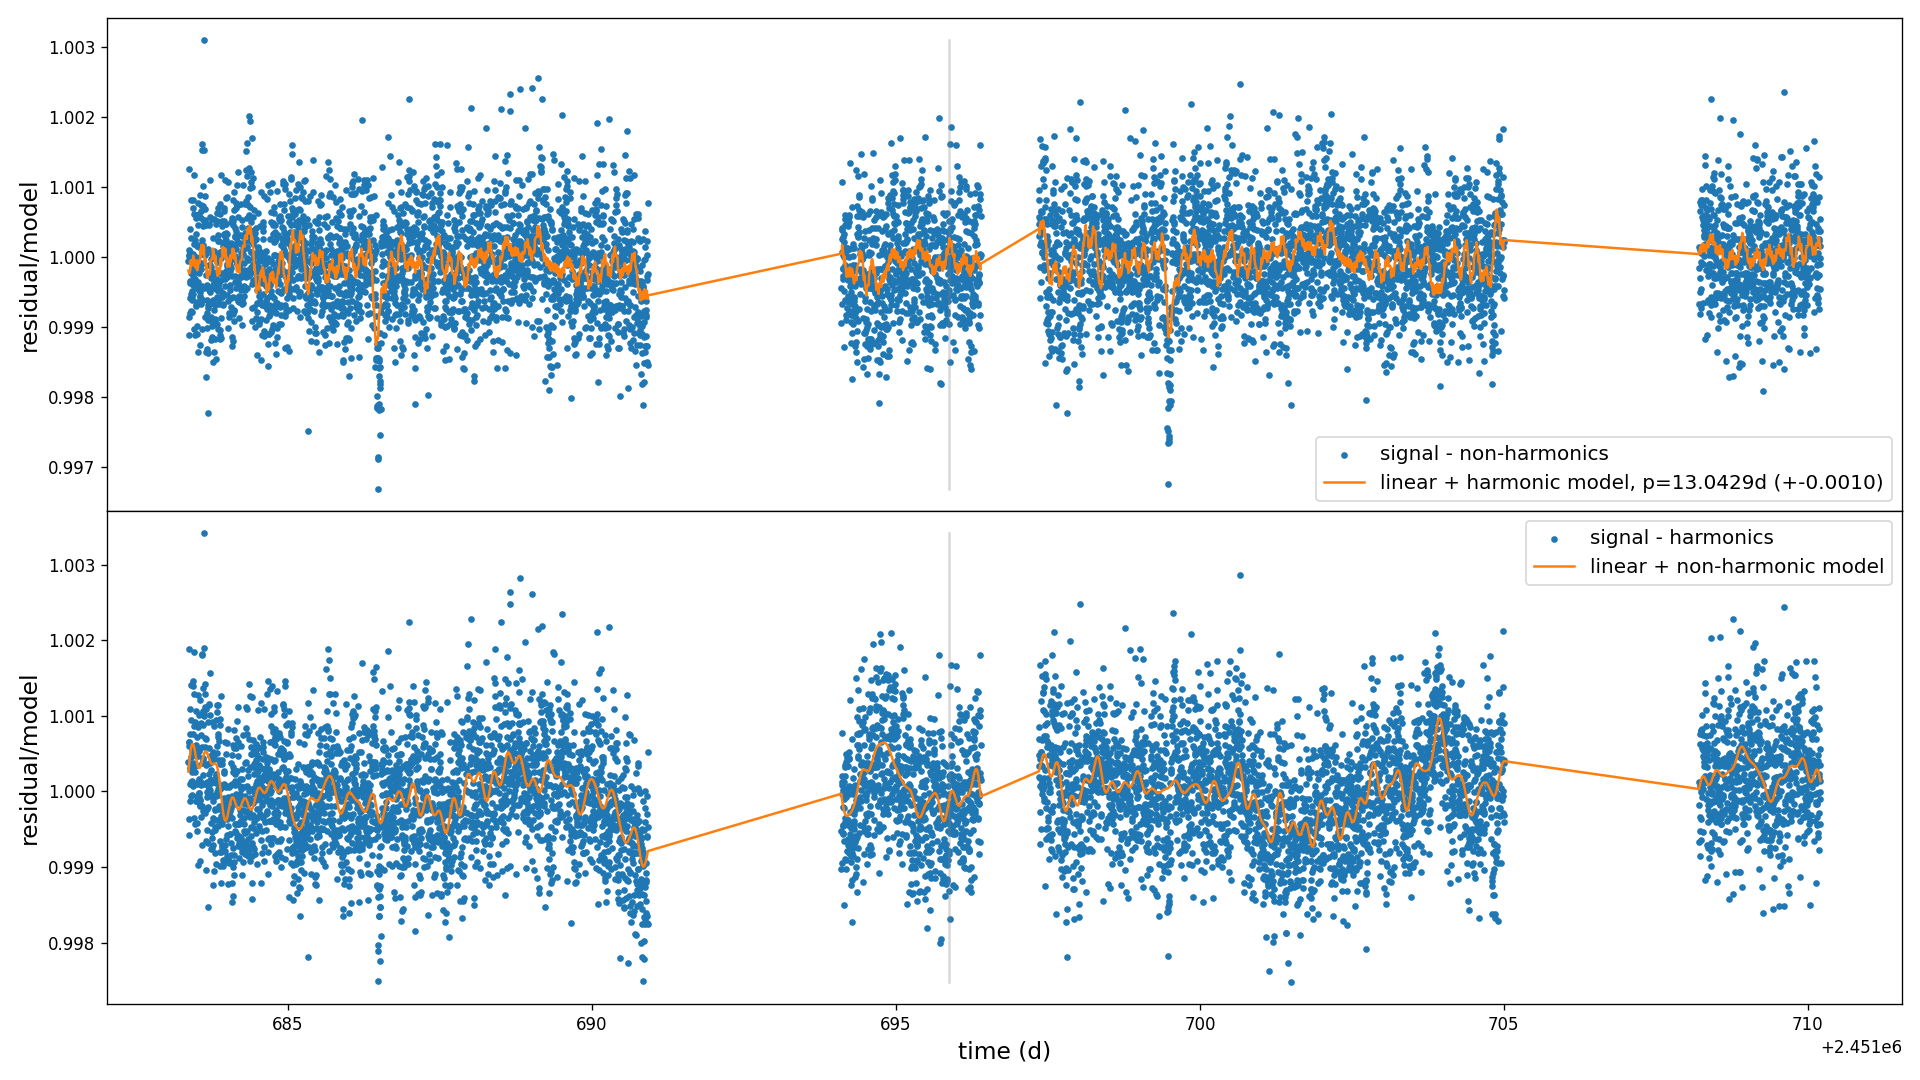 1.003
1.002
1.001
1.000
0.999
0.998
0.997
residual/model
signal - non-harmonics
linear + harmonic model, p=13.0429d (+-0.0010)
signal - harmonics
linear + non-harmonic model
1.003
1.002
1.001
1.000
0.999
0.998
residual/model
685 690 695 700 705 710
time (d)
+2.451e6